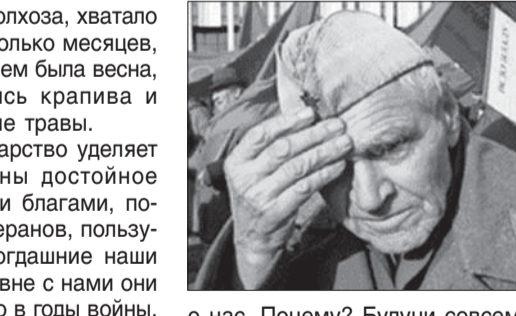 олхоза, хватало
олько месяцев,
ем была весна,
ись крапива и
ие травы.
арство уделяет
ны достойное
и благами, по-
еранов, пользу-
огдашние наши
вне с нами они
о в годы войны.
о нас. Почему? Будучи совсем